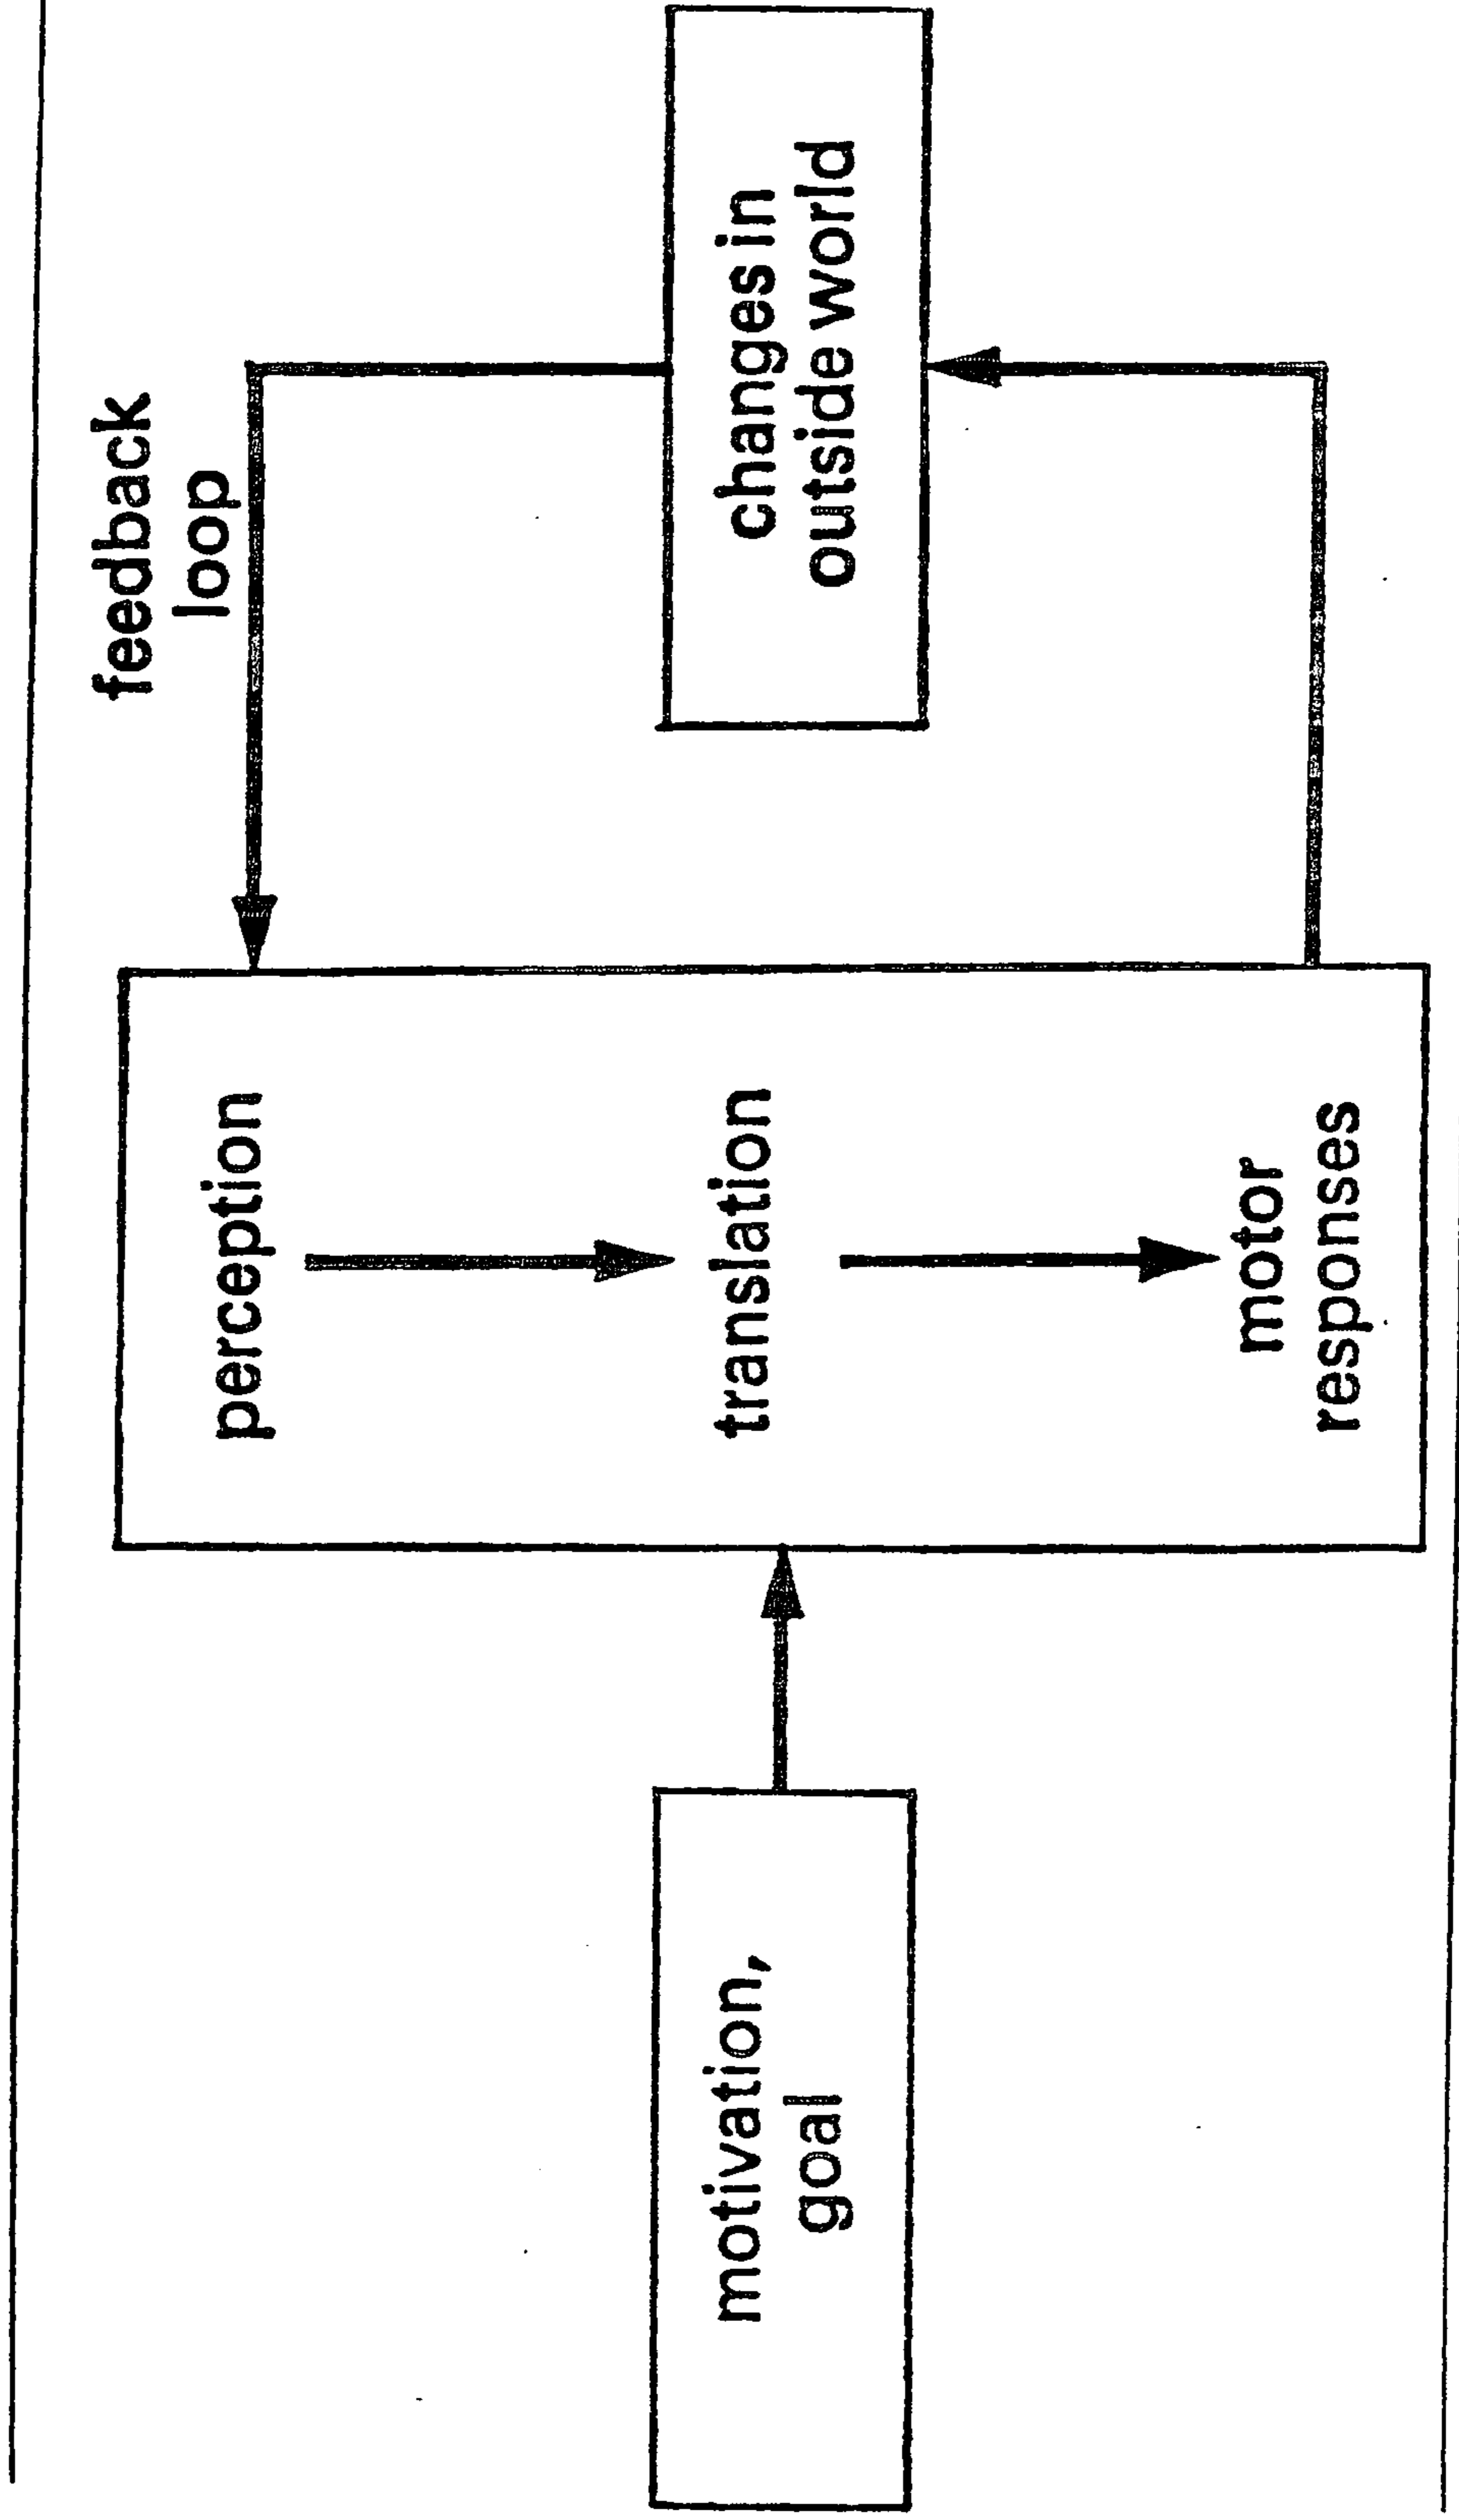 motivation,
goal
perception
translation
motor
responses
feedback
loop
changes in
outside world